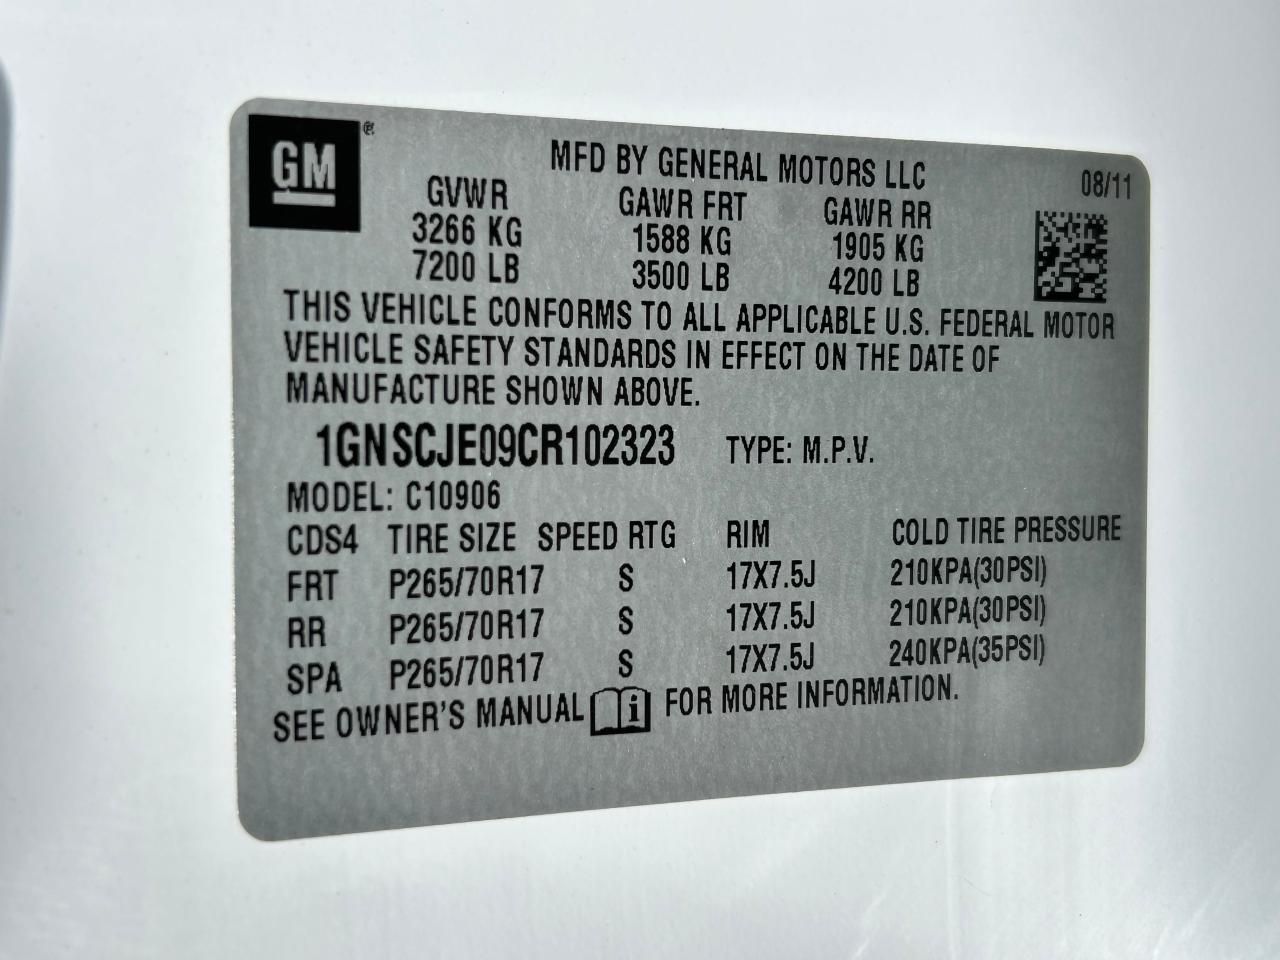 GM
MFD BY GENERAL MOTORS LLC 08/11
GVWR GAWR FRT GAWR RR
3266 KG 1588 KG 1905 KG
7200 LB 3500 LB 4200 LB
THIS VEHICLE CONFORMS TO ALL APPLICABLE U.S. FEDERAL MOTOR
VEHICLE SAFETY STANDARDS IN EFFECT ON THE DATE OF
MANUFACTURE SHOWN ABOVE.
1GNSCJE09CR102323 TYPE: M.P.V.
MODEL: C10906
CDS4 TIRE SIZE SPEED RTG RIM COLD TIRE PRESSURE
FRT P265/70R17 S 17X7.5J 210KPA(30PSI)
RR P265/70R17 S 17X7.5J 210KPA(30PSI)
SPA P265/70R17 S 17X7.5J 240KPA(35PSI)
SEE OWNER'S MANUAL i FOR MORE INFORMATION.